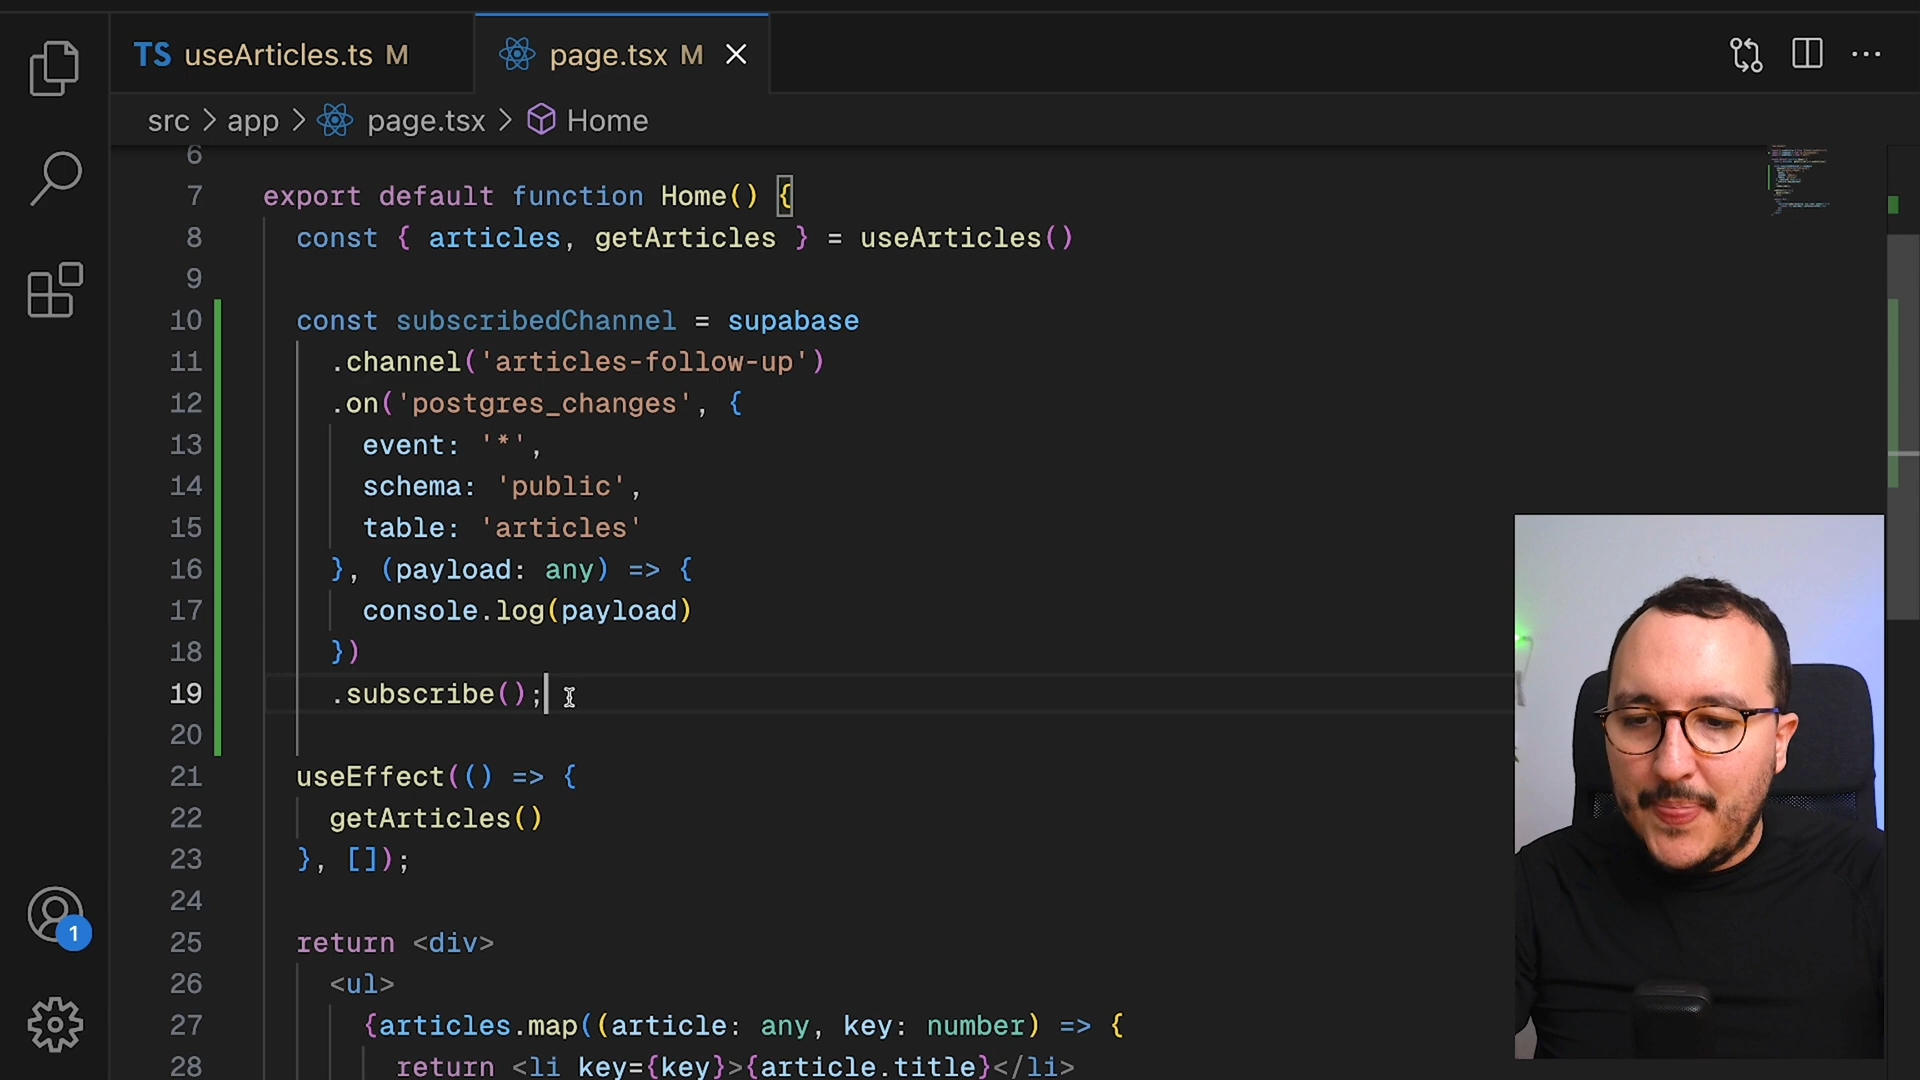 TS useArticles.ts M
page.tsx M
src > app > page.tsx > Home
6
7 export default function Home() {
8 const { articles, getArticles } = useArticles()
9
10 const subscribedChannel = supabase
11 .channel('articles-follow-up')
12 .on('postgres_changes', {
13 event: '*',
14 schema: 'public',
15 table: 'articles'
16 }, (payload: any) => {
17 console.log(payload)
18 })
19 .subscribe();
20
21 useEffect(() => {
22 getArticles()
23 }, []);
24
25 return <div>
26 <ul>
27 {articles.map((article: any, key: number) => {
28 return <li key={key}>{article.title}</li>
1